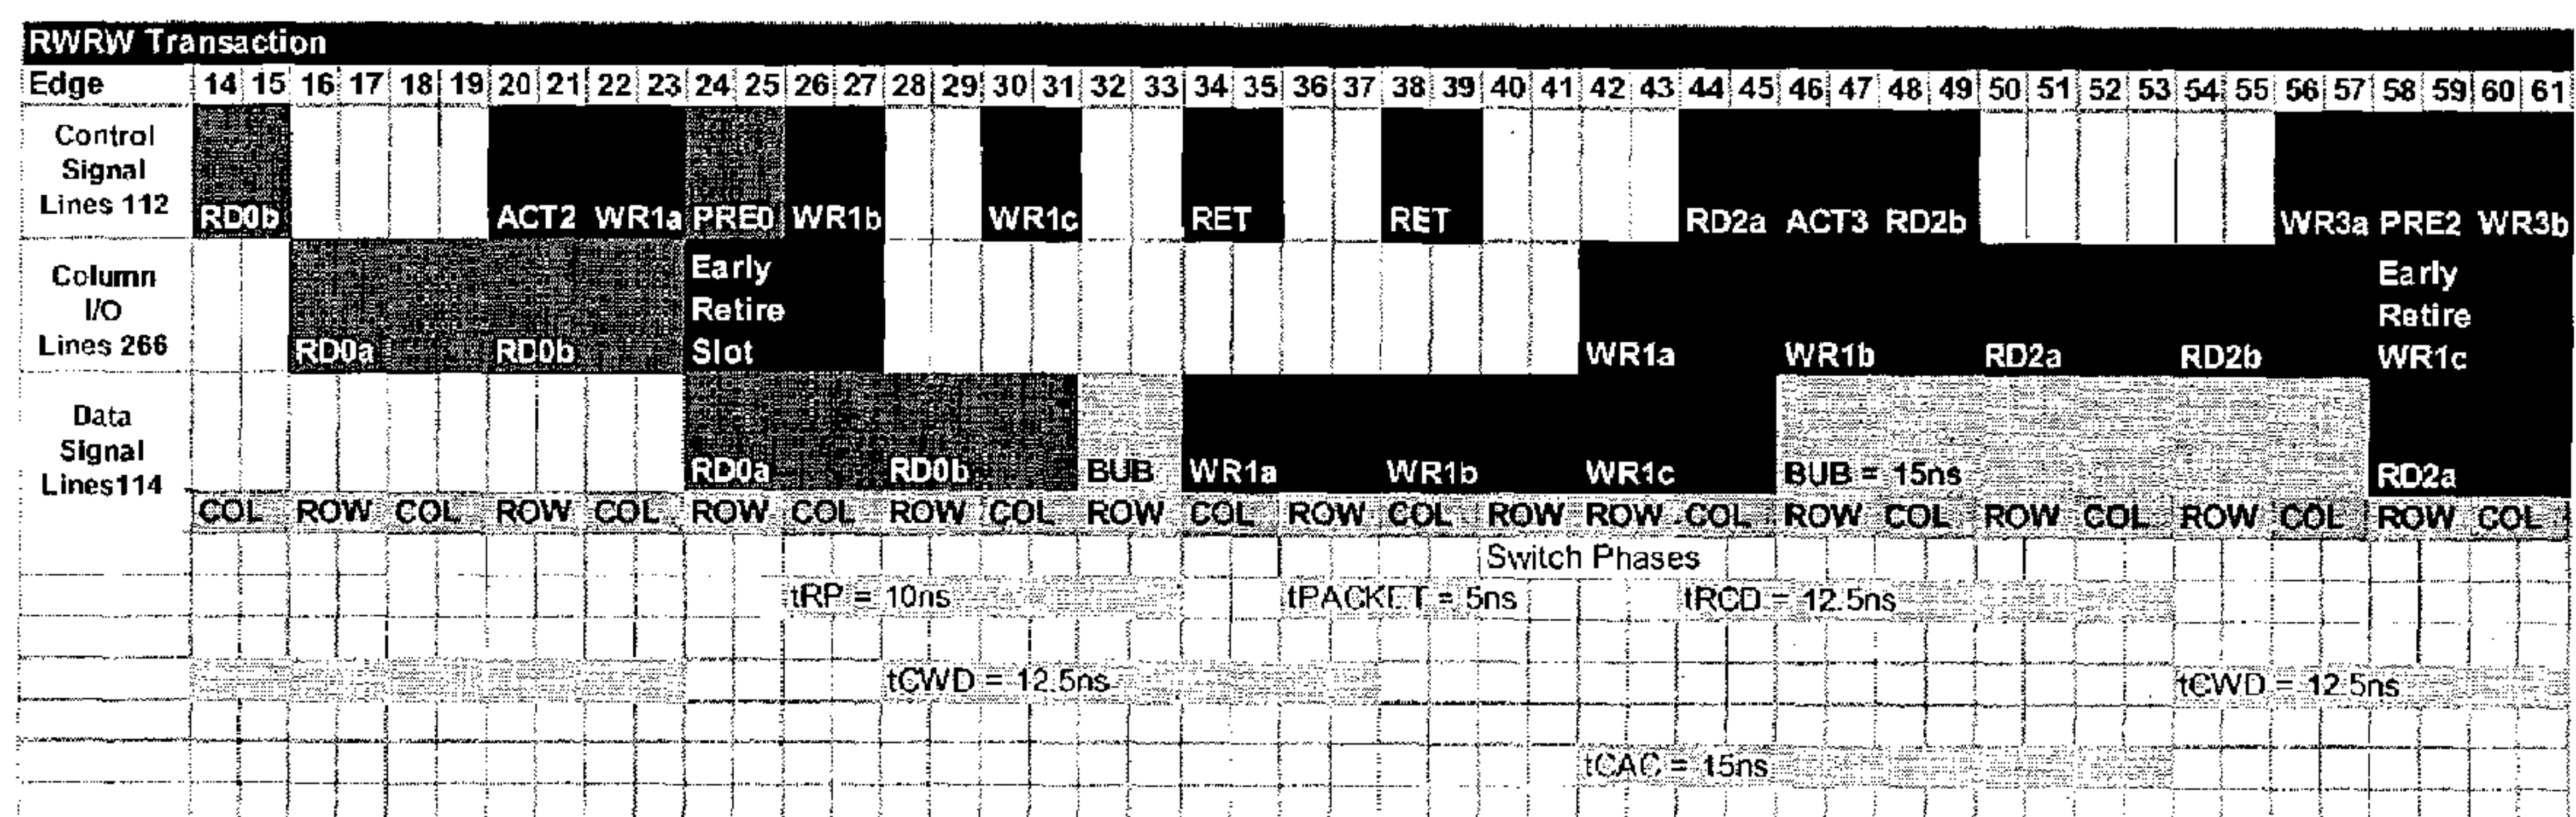 RWRW Transaction
Edge 14 15 16 17 18 19 20 21 22 23 24 25 26 27 28 29 30 31 32 33 34 35 36 37 38 39 40 41 42 43 44 45 46 47 48 49 50 51 52 53 54 55 56 57 58 59 60 61
Control
Signal
Lines 112
RD0b ACT2 WR1a PRE0 WR1b WR1c RET RET RD2a ACT3 RD2b WR3a PRE2 WR3b
Column
I/O
Lines 266
RD0a RD0b
Early
Retire
Slot
WR1a WR1b RD2a RD2b
Early
Retire
WR1c
Data
Signal
Lines114
RD0a RD0b BUB WR1a WR1b WR1c BUB = 15ns RD2a
COL ROW COL ROW COL ROW COL ROW COL ROW COL ROW COL ROW ROW COL ROW COL ROW COL ROW COL ROW COL
Switch Phases
tRP = 10ns tPACKET = 5ns tRCD = 12.5ns
tCWD = 12.5ns tCWD = 12.5ns
tCAC = 15ns